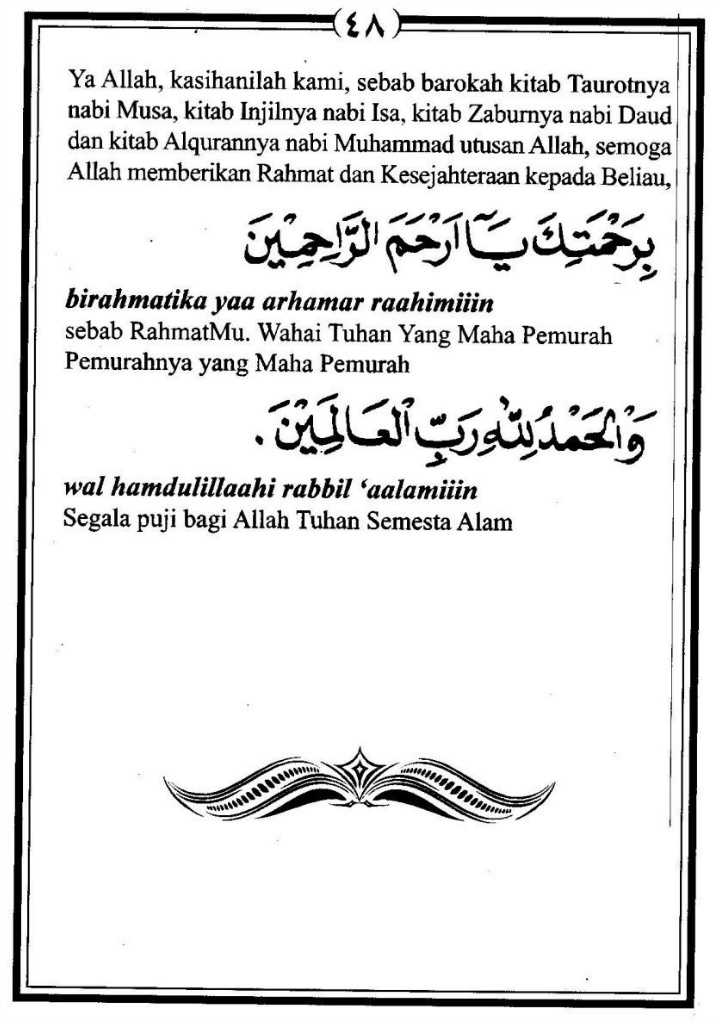 (٤٨)
Ya Allah, kasihanilah kami, sebab barokah kitab Taurotnya
nabi Musa, kitab Injilnya nabi Isa, kitab Zaburnya nabi Daud
dan kitab Alqurannya nabi Muhammad utusan Allah, semoga
Allah memberikan Rahmat dan Kesejahteraan kepada Beliau,
بِرَحْمَتِكَ يَآ اَرْحَمَ الرَّاحِمِيْنَ
birahmatika yaa arhamar raahimiiin
sebab RahmatMu. Wahai Tuhan Yang Maha Pemurah
Pemurahnya yang Maha Pemurah
وَالْحَمْدُ لِلّٰهِ رَبِّ الْعَالَمِيْنَ .
wal hamdulillaahi rabbil ‘aalamiiin
Segala puji bagi Allah Tuhan Semesta Alam